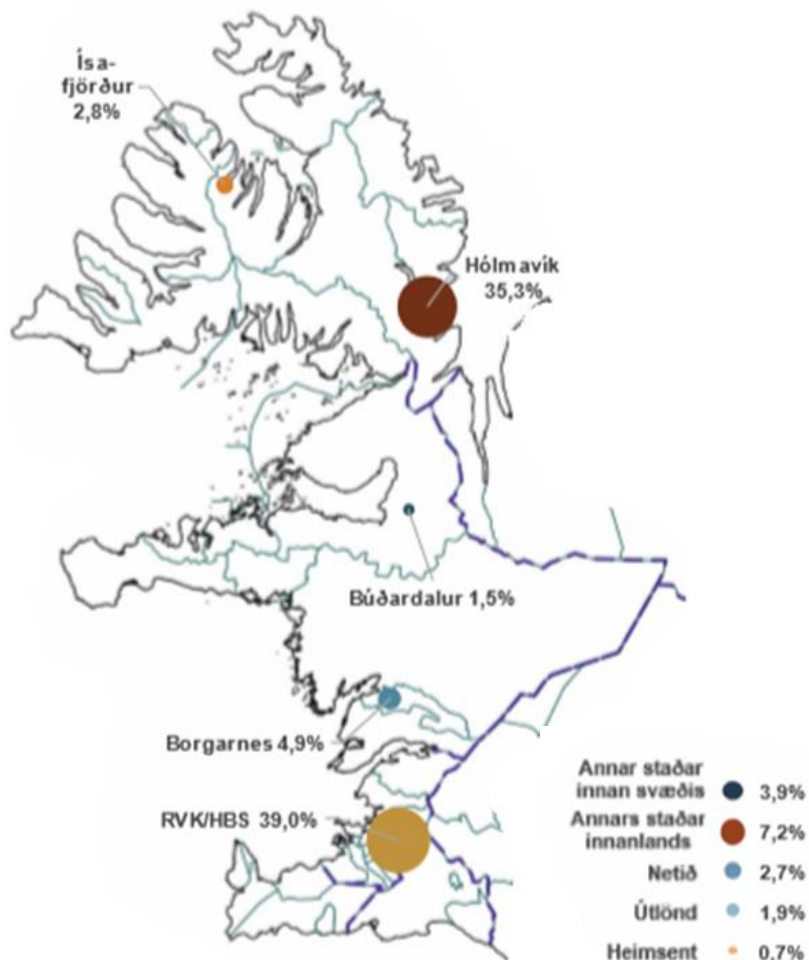 Ísa-
fjörður
2,8%
Hólmavík
35,3%
Búðardalur 1,5%
Borgarnes 4,9%
RVK/HBS 39,0%
Annar staðar
innan svæðis 3,9%
Annars staðar
innanlands 7,2%
Netið 2,7%
Útlönd 1,9%
Heimsent 0,7%